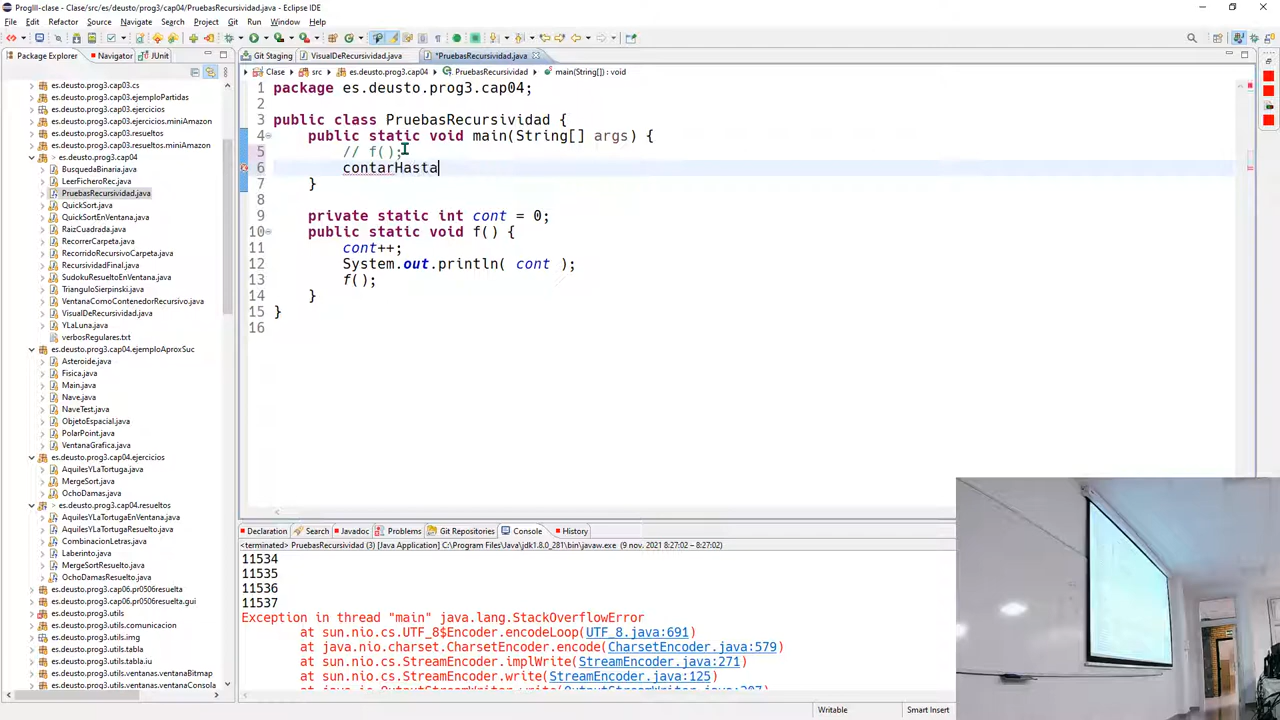 ProgIII-clase - Clase/src/es/deusto/prog3/cap04/PruebasRecursividad.java - Eclipse IDE
File Edit Refactor Source Navigate Search Project Git Run Window Help
Package Explorer Navigator JUnit
Git Staging VisualDeRecursividad.java *PruebasRecursividad.java
Clase src es.deusto.prog3.cap04 PruebasRecursividad main(String[]) : void
es.deusto.prog3.cap03.cs
es.deusto.prog3.cap03.ejemploPartidas
es.deusto.prog3.cap03.ejercicios
es.deusto.prog3.cap03.ejercicios.miniAmazon
es.deusto.prog3.cap03.resueltos
es.deusto.prog3.cap03.resueltos.miniAmazon
es.deusto.prog3.cap04
BusquedaBinaria.java
LeerFicheroRec.java
PruebasRecursividad.java
QuickSort.java
QuickSortEnVentana.java
RaizCuadrada.java
RecorrerCarpeta.java
RecorridoRecursivoCarpeta.java
RecursividadFinal.java
SudokuResueltoEnVentana.java
TrianguloSierpinski.java
VentanaComoContenedorRecursivo.java
VisualDeRecursividad.java
YLaLuna.java
verbosRegulares.txt
es.deusto.prog3.cap04.ejemploAproxSuc
Asteroide.java
Fisica.java
Main.java
Nave.java
NaveTest.java
ObjetoEspacial.java
PolarPoint.java
VentanaGrafica.java
es.deusto.prog3.cap04.ejercicios
AquilesYLaTortuga.java
MergeSort.java
OchoDamas.java
es.deusto.prog3.cap04.resueltos
AquilesYLaTortugaEnVentana.java
AquilesYLaTortugaResuelto.java
CombinacionLetras.java
Laberinto.java
MergeSortResuelto.java
OchoDamasResuelto.java
es.deusto.prog3.cap06.pr0506resuelta
es.deusto.prog3.cap06.pr0506resuelta.gui
es.deusto.prog3.utils
es.deusto.prog3.utils.comunicacion
es.deusto.prog3.utils.img
es.deusto.prog3.utils.tabla
es.deusto.prog3.utils.tabla.iu
es.deusto.prog3.utils.ventanas.ventanaBitmap
es.deusto.prog3.utils.ventanas.ventanaConsola
1 package es.deusto.prog3.cap04;
2
3 public class PruebasRecursividad {
4 public static void main(String[] args) {
5 // f();
6 contarHasta
7 }
8
9 private static int cont = 0;
10 public static void f() {
11 cont++;
12 System.out.println( cont );
13 f();
14 }
15 }
16
Declaration Search Javadoc Problems Git Repositories Console History
<terminated> PruebasRecursividad (3) [Java Application] C:\Program Files\Java\jdk1.8.0_281\bin\javaw.exe (9 nov. 2021 8:27:02 – 8:27:02)
11534
11535
11536
11537
Exception in thread "main" java.lang.StackOverflowError
at sun.nio.cs.UTF_8$Encoder.encodeLoop(UTF_8.java:691)
at java.nio.charset.CharsetEncoder.encode(CharsetEncoder.java:579)
at sun.nio.cs.StreamEncoder.implWrite(StreamEncoder.java:271)
at sun.nio.cs.StreamEncoder.write(StreamEncoder.java:125)
at java.io.OutputStreamWriter.write(OutputStreamWriter.java:207)
Writable Smart Insert